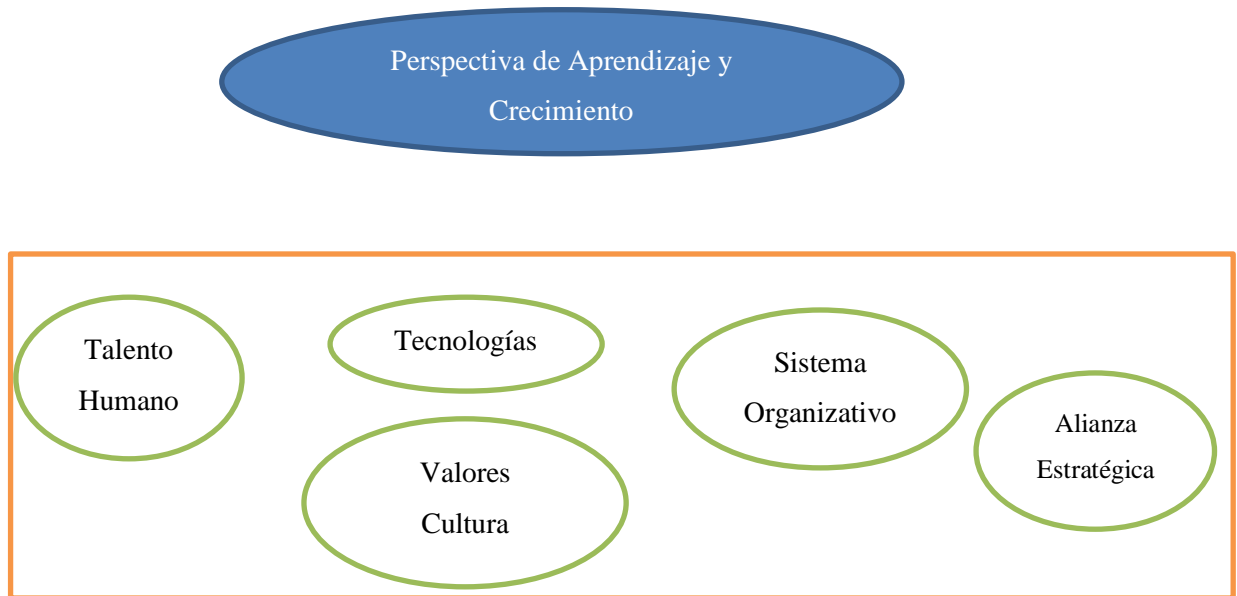 Perspectiva de Aprendizaje y
Crecimiento
Talento
Humano
Tecnologías
Valores
Cultura
Sistema
Organizativo
Alianza
Estratégica